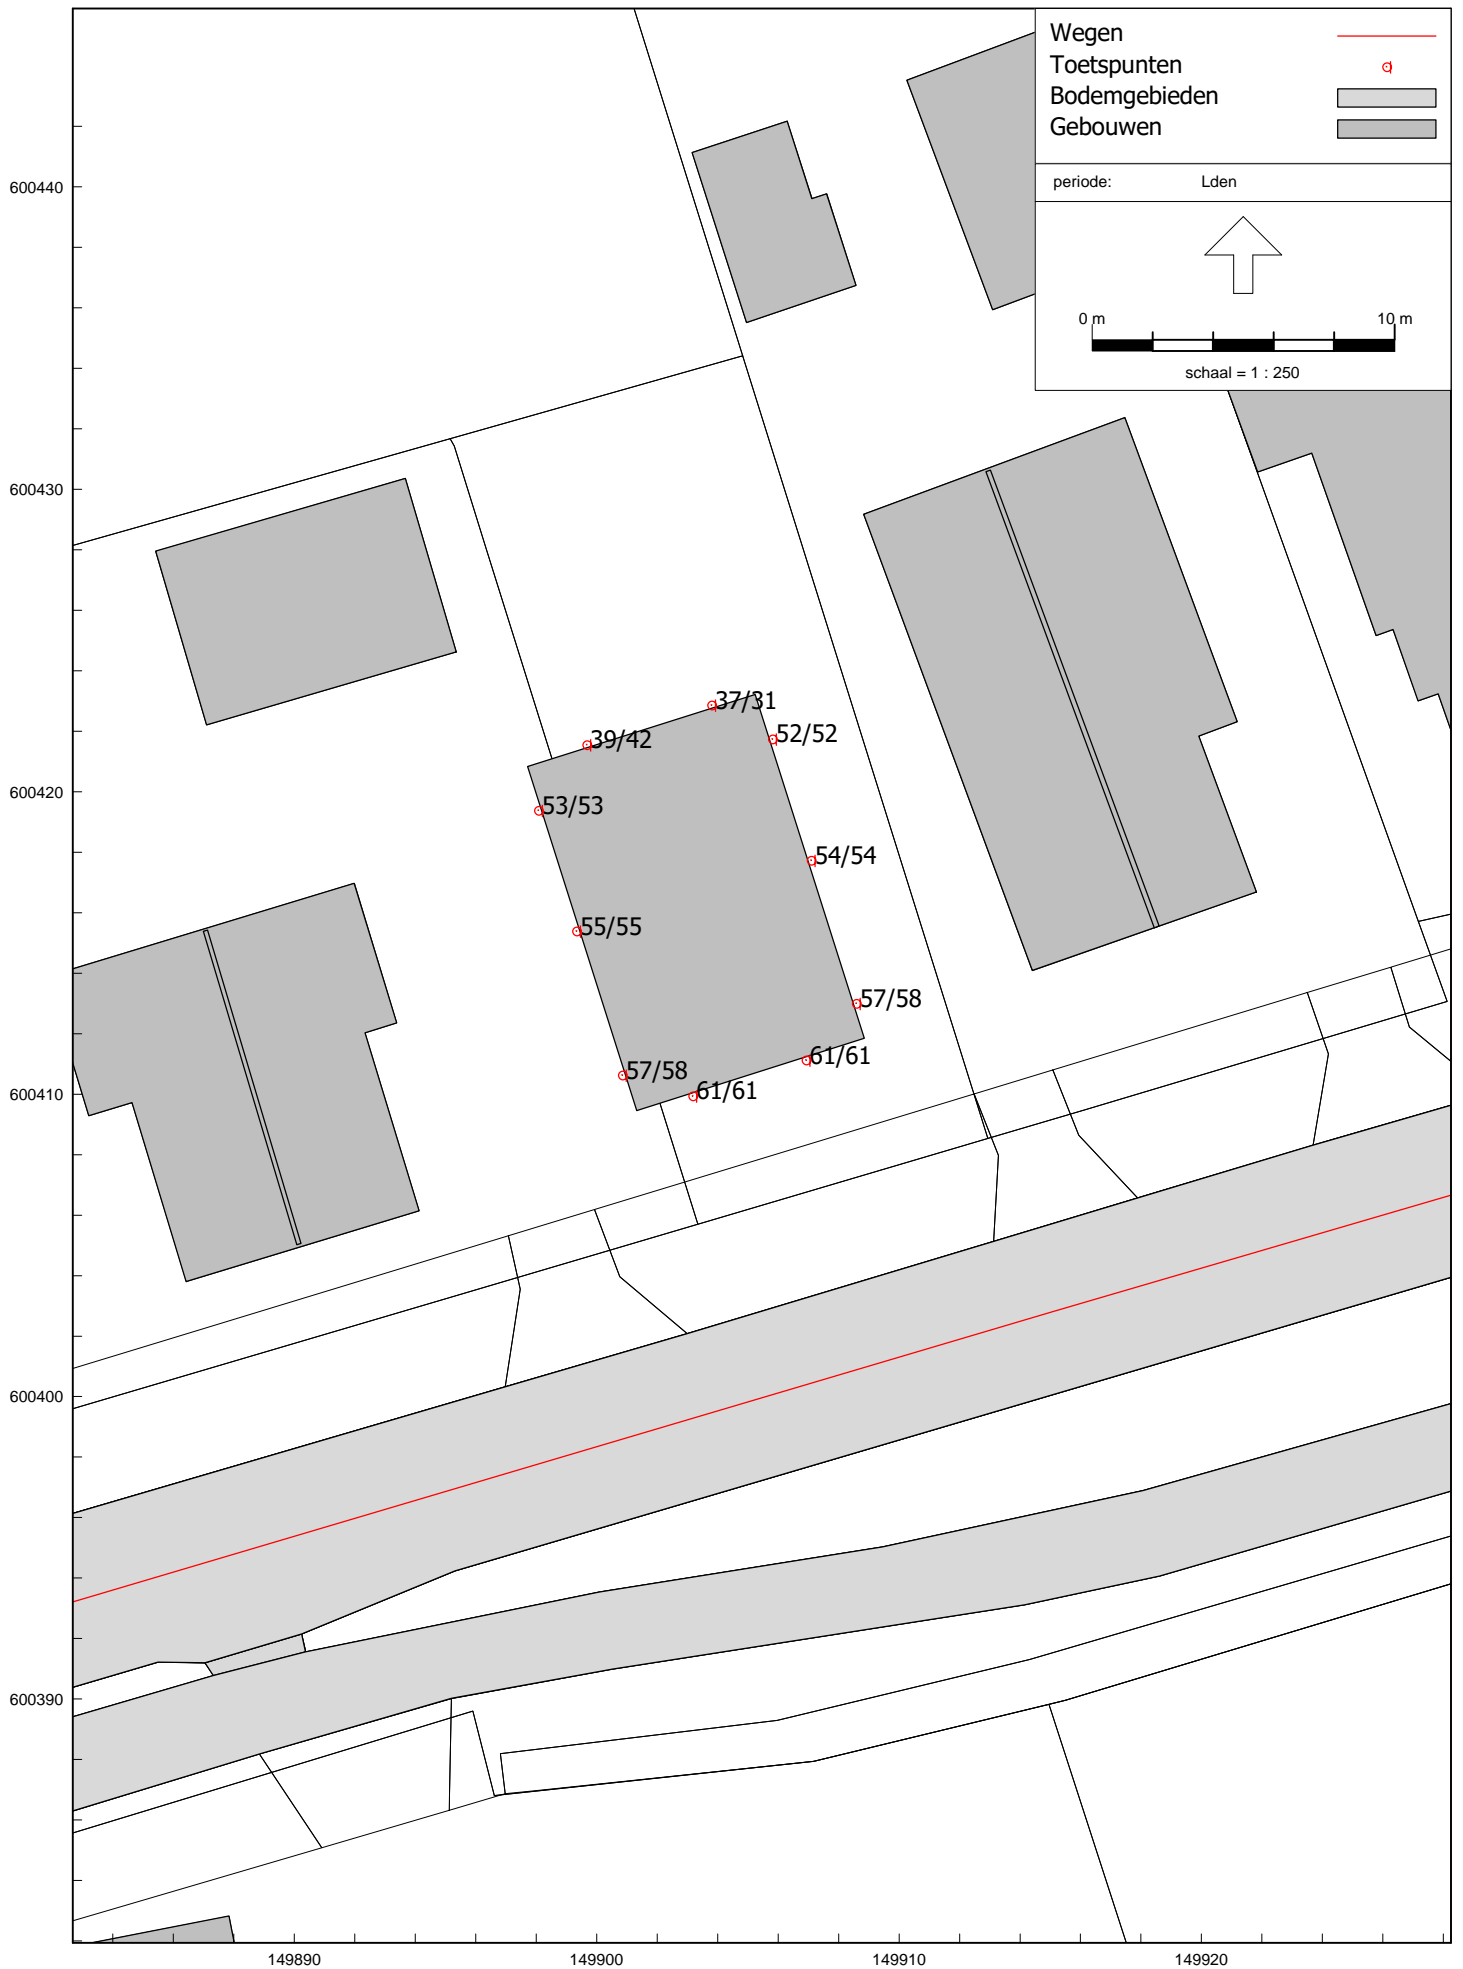 Wegen
Toetspunten
Bodemgebieden
Gebouwen
periode: Lden
0 m 10 m
schaal = 1 : 250
600440
600430
600420
600410
600400
600390
37/31
52/52
39/42
53/53
54/54
55/55
57/58
61/61
57/58
61/61
149890 149900 149910 149920